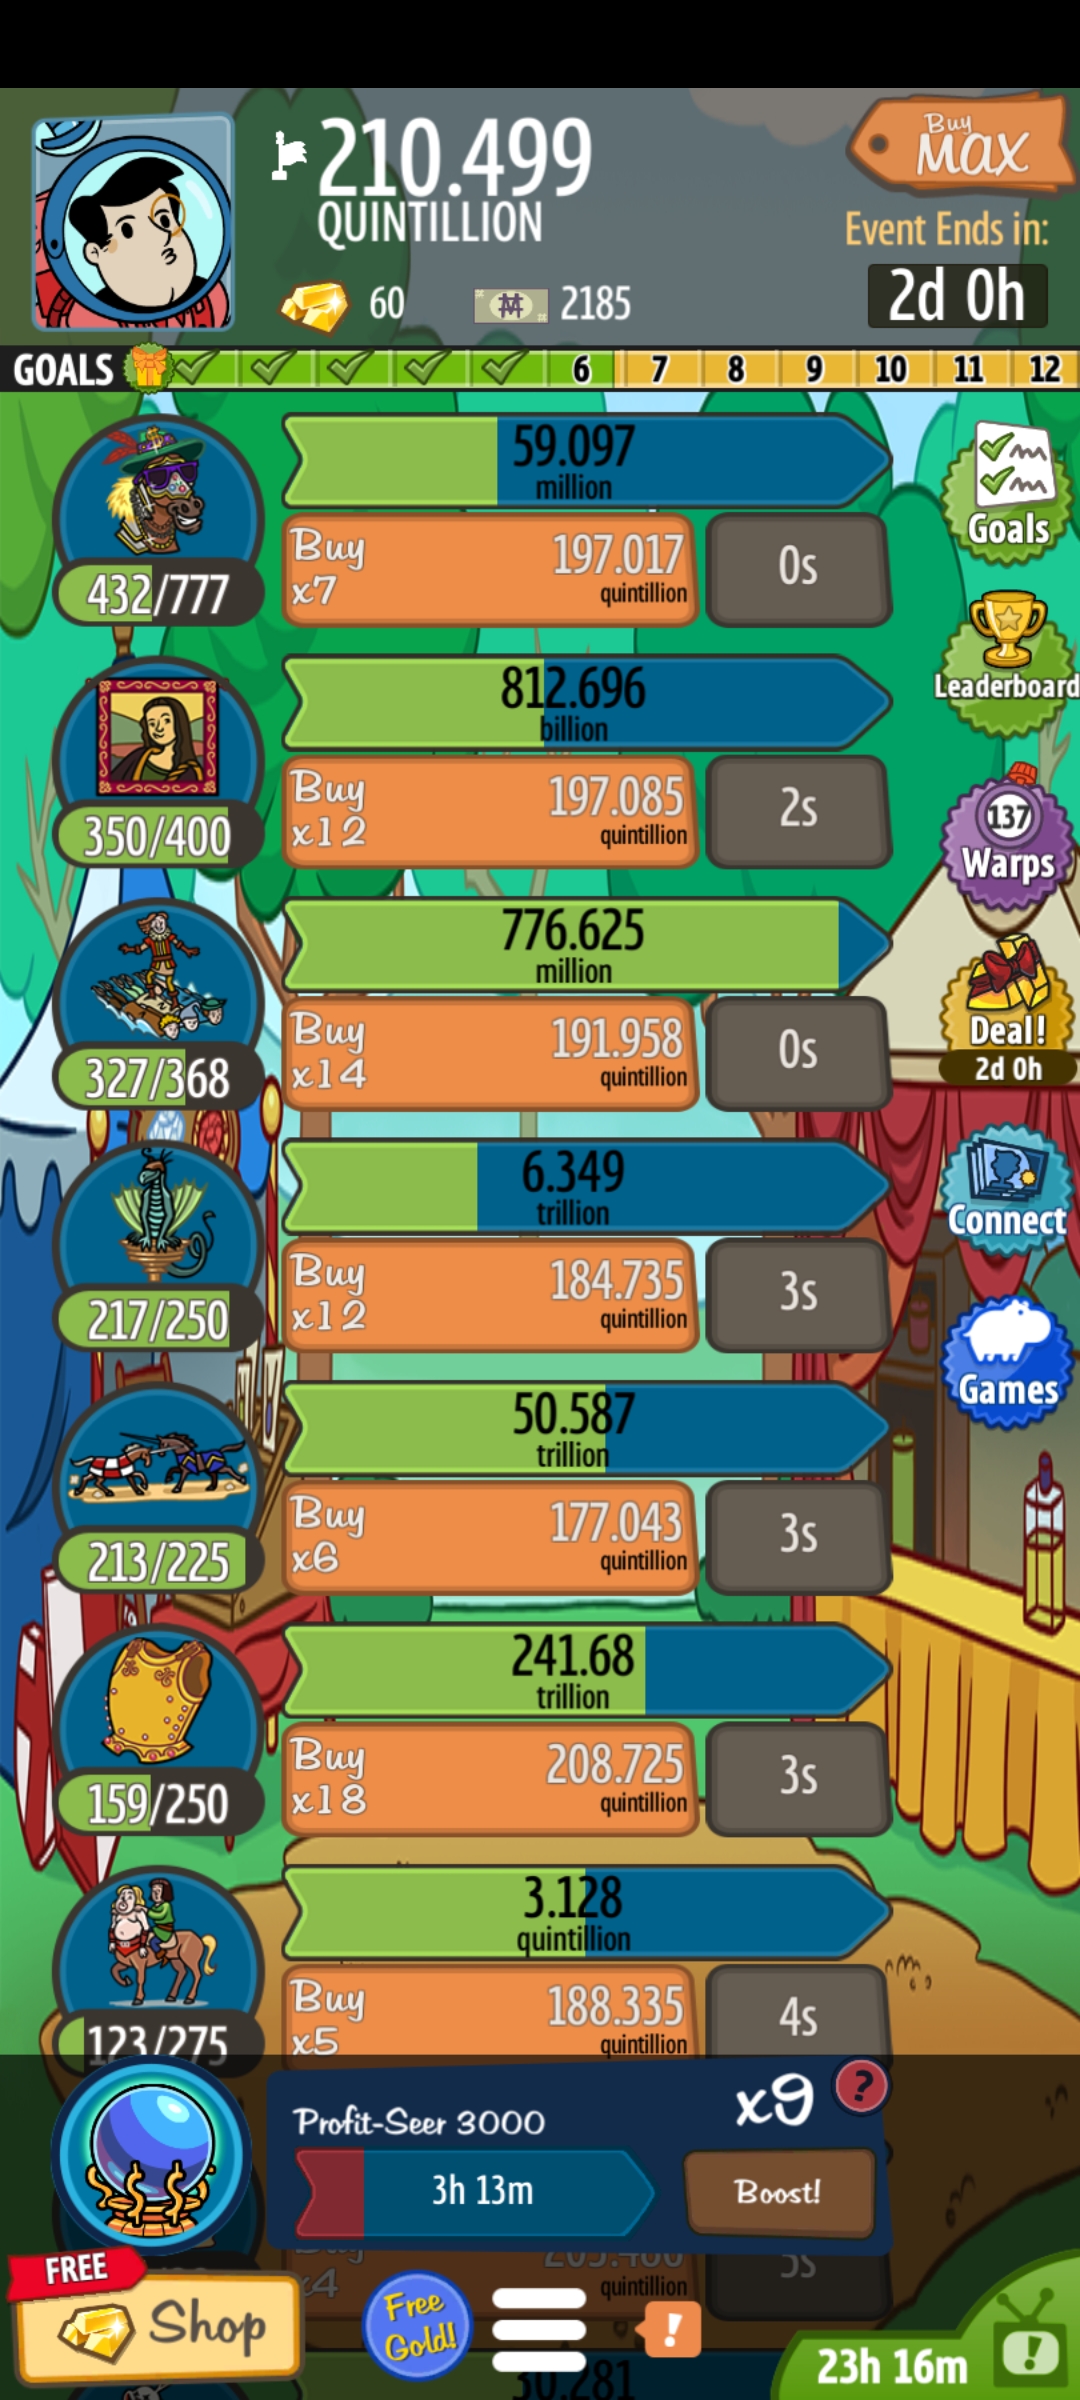 210.499
QUINTILLION
Buy
MAX
Event Ends in:
2d 0h
60
2185
GOALS 6 7 8 9 10 11 12
59.097
million
Buy
x7
197.017
quintillion
0s
432/777
Goals
812.696
billion
Buy
x12
197.085
quintillion
2s
350/400
Leaderboard
137
Warps
776.625
million
Buy
x14
191.958
quintillion
0s
327/368
Deal!
2d 0h
6.349
trillion
Buy
x12
184.735
quintillion
3s
217/250
Connect
50.587
trillion
Buy
x6
177.043
quintillion
3s
213/225
Games
241.68
trillion
Buy
x18
208.725
quintillion
3s
159/250
3.128
quintillion
Buy
x5
188.335
quintillion
4s
123/275
Profit-Seer 3000
x9
?
3h 13m
Boost!
x4
quintillion
5s
FREE
Shop
Free
Gold!
!
23h 16m
!
30.281